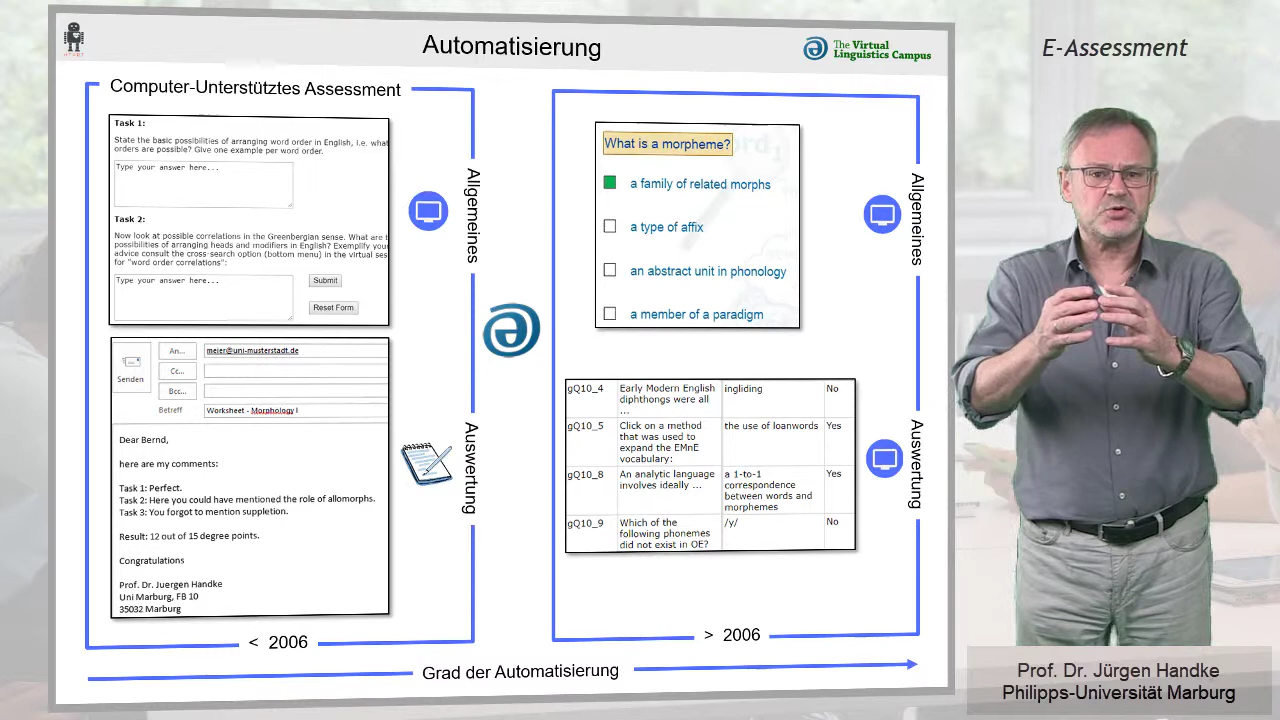 HEART
Automatisierung
The Virtual
Linguistics Campus
E-Assessment
Computer-Unterstütztes Assessment
Task 1:
State the basic possibilities of arranging word order in English, i.e. what
orders are possible? Give one example per word order.
Type your answer here...
Task 2:
Now look at possible correlations in the Greenbergian sense. What are t
possibilities of arranging heads and modifiers in English? Exemplify your
advice consult the cross-search option (bottom menu) in the virtual ses
for "word order correlations":
Type your answer here...
Submit
Reset Form
Allgemeines
Senden
An...
meier@uni-musterstadt.de
Cc...
Bcc...
Betreff
Worksheet - Morphology I
Dear Bernd,
here are my comments:
Task 1: Perfect.
Task 2: Here you could have mentioned the role of allomorphs.
Task 3: You forgot to mention suppletion.
Result: 12 out of 15 degree points.
Congratulations
Prof. Dr. Juergen Handke
Uni Marburg, FB 10
35032 Marburg
Auswertung
< 2006
What is a morpheme?
a family of related morphs
a type of affix
an abstract unit in phonology
a member of a paradigm
Allgemeines
gQ10_4 Early Modern English ingliding No
diphthongs were all
...
gQ10_5 Click on a method the use of loanwords Yes
that was used to
expand the EMnE
vocabulary:
gQ10_8 An analytic language a 1-to-1 Yes
involves ideally ... correspondence
between words and
morphemes
gQ10_9 Which of the /y/ No
following phonemes
did not exist in OE?
Auswertung
> 2006
Grad der Automatisierung
Prof. Dr. Jürgen Handke
Philipps-Universität Marburg